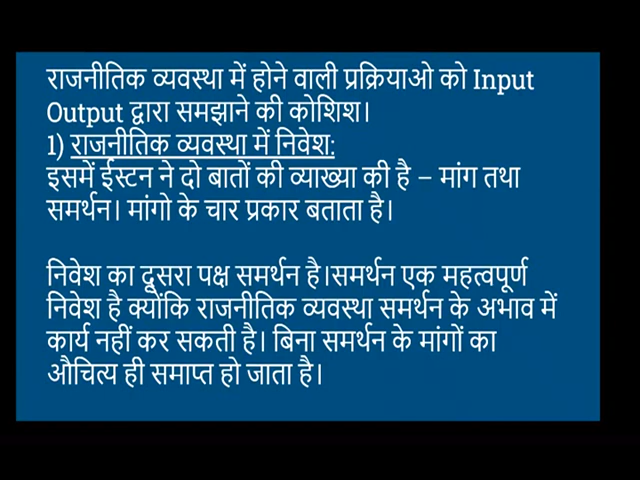 राजनीतिक व्यवस्था में होने वाली प्रक्रियाओ को Input
Output द्वारा समझाने की कोशिश।
1) राजनीतिक व्यवस्था में निवेश:
इसमें ईस्टन ने दो बातों की व्याख्या की है – मांग तथा
समर्थन। मांगो के चार प्रकार बताता है।
निवेश का दूसरा पक्ष समर्थन है।समर्थन एक महत्वपूर्ण
निवेश है क्योंकि राजनीतिक व्यवस्था समर्थन के अभाव में
कार्य नहीं कर सकती है। बिना समर्थन के मांगों का
औचित्य ही समाप्त हो जाता है।